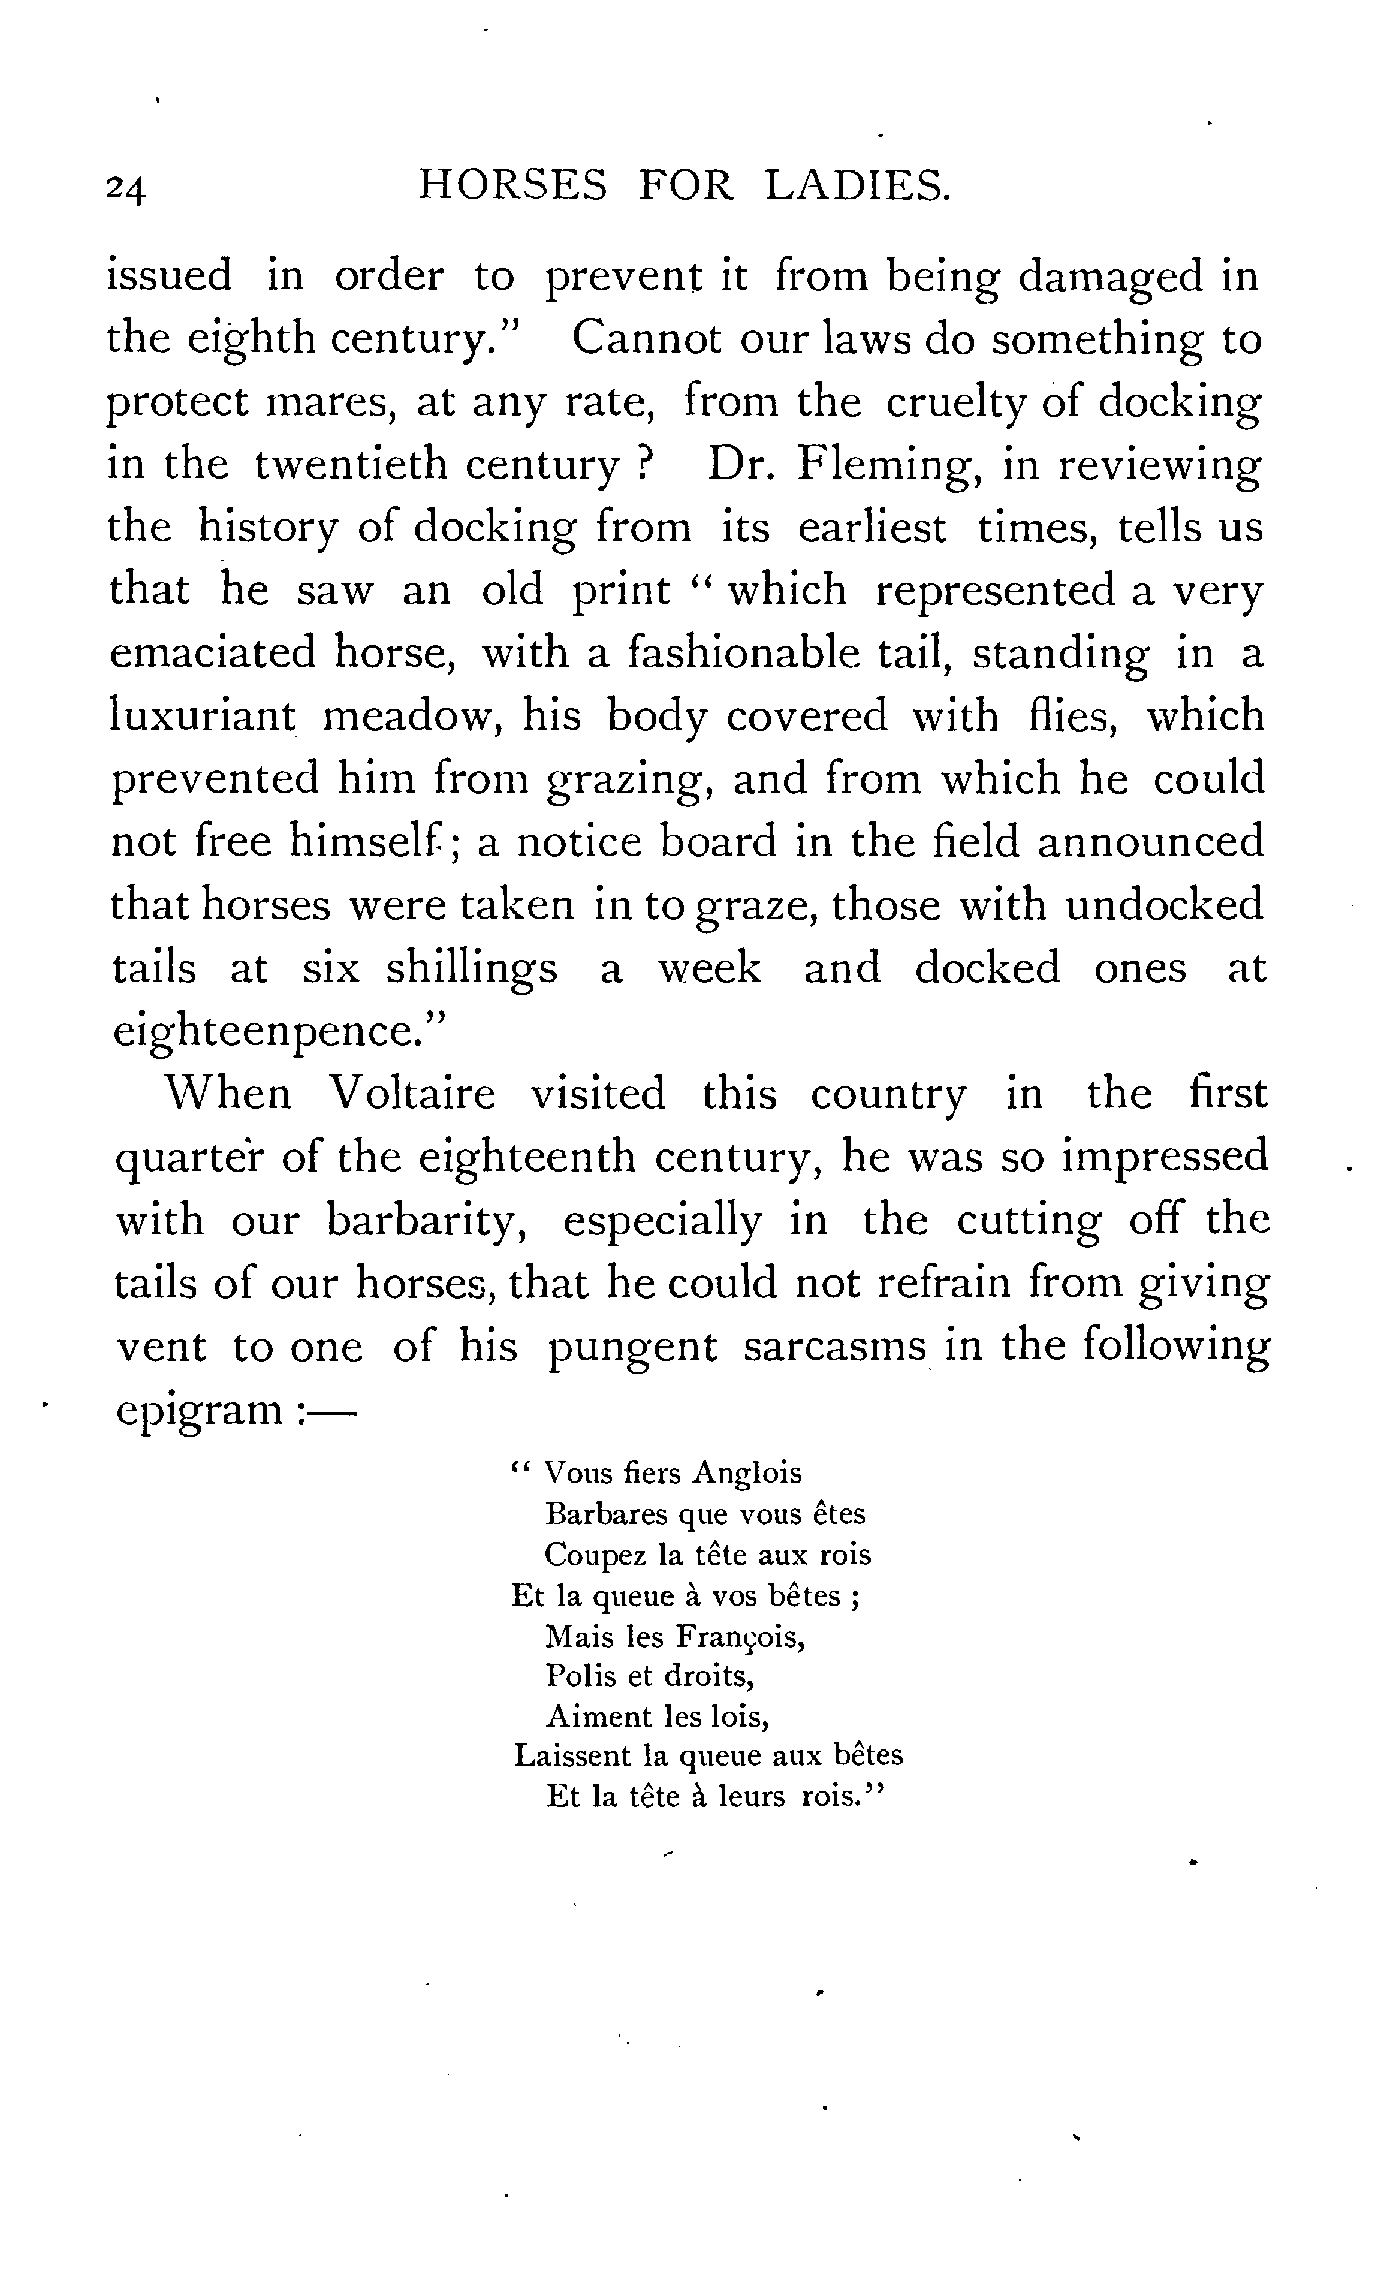 24 HORSES FOR LADIES.
issued in order to prevent it from being damaged in
the eighth century." Cannot our laws do something to
protect mares, at any rate, from the cruelty of docking
in the twentieth century ? Dr. Fleming, in reviewing
the history of docking from its earliest times, tells us
that he saw an old print " which represented a very
emaciated horse, with a fashionable tail, standing in a
luxuriant meadow, his body covered with flies, which
prevented him from grazing, and from which he could
not free himself ; a notice board in the field announced
that horses were taken in to graze, those with undocked
tails at six shillings a week and docked ones at
eighteenpence."
When Voltaire visited this country in the first
quarter of the eighteenth century, he was so impressed
with our barbarity, especially in the cutting off the
tails of our horses, that he could not refrain from giving
vent to one of his pungent sarcasms in the following
epigram :—
" Vous fiers Anglois
Barbares que vous êtes
Coupez la tête aux rois
Et la queue à vos bêtes ;
Mais les François,
Polis et droits,
Aiment les lois,
Laissent la queue aux bêtes
Et la tête à leurs rois."